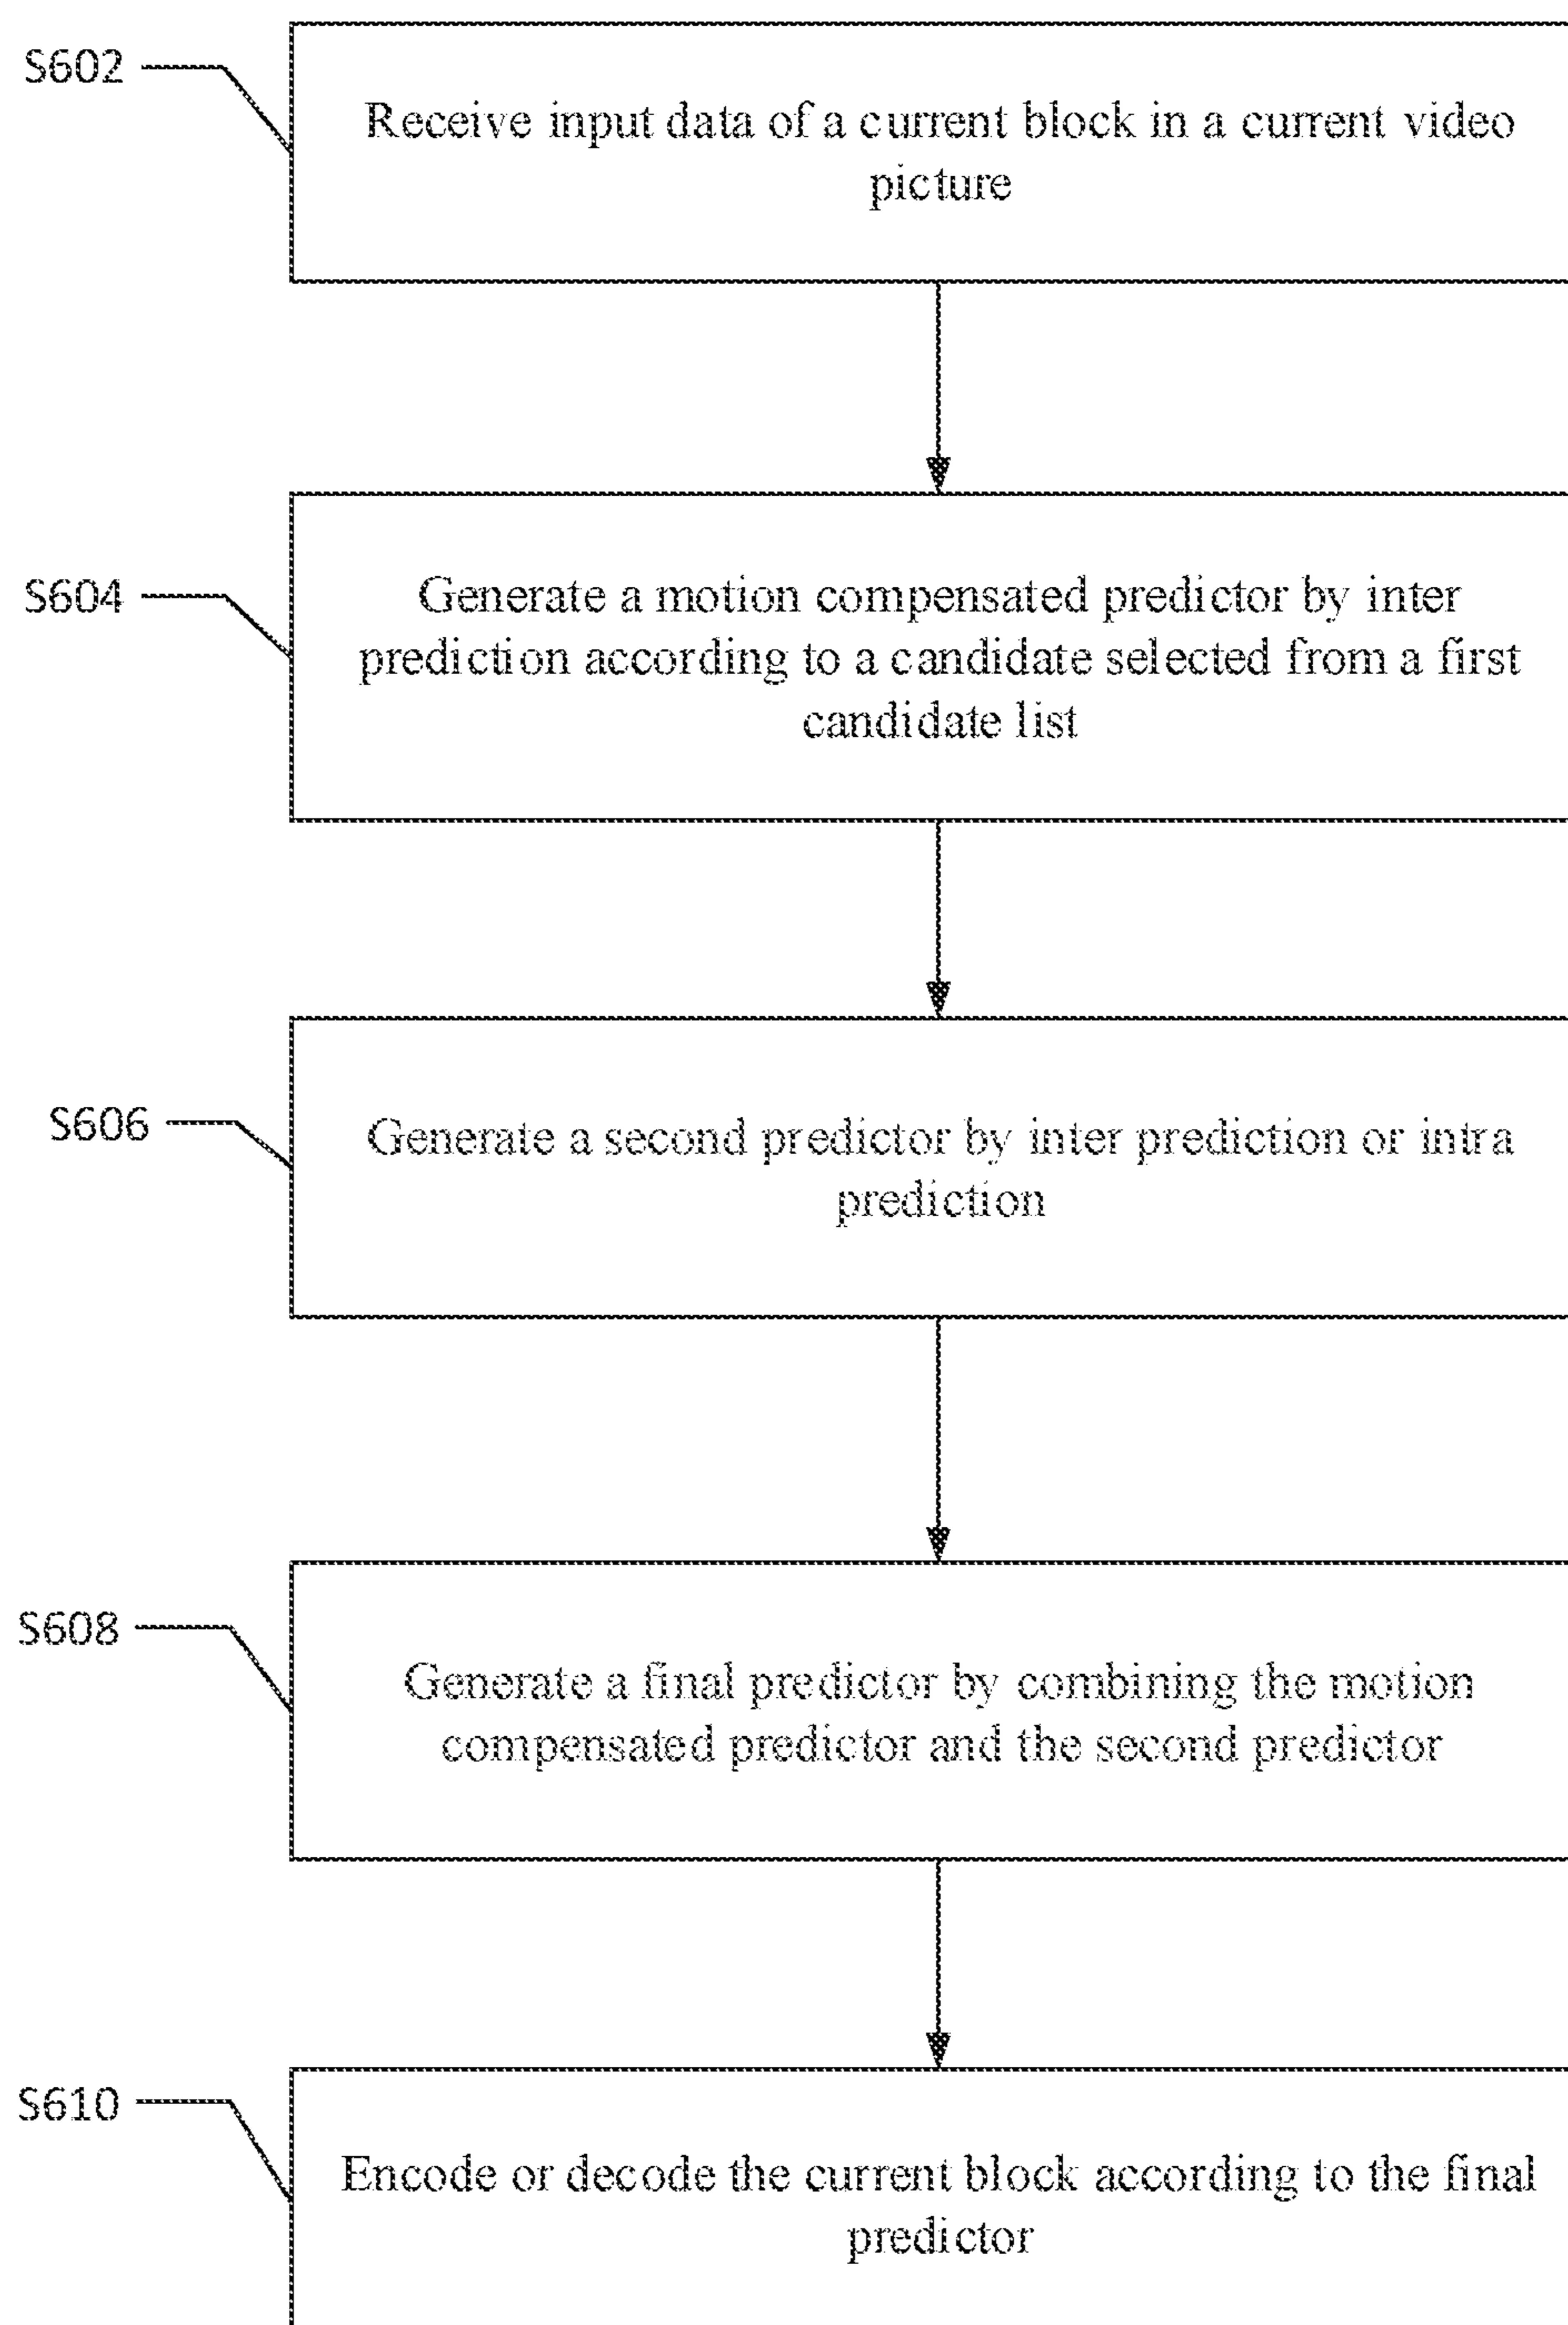 S602
Receive input data of a current block in a current video
picture
S604
Generate a motion compensated predictor by inter
prediction according to a candidate selected from a first
candidate list
S606
Generate a second predictor by inter prediction or intra
prediction
S608
Generate a final predictor by combining the motion
compensated predictor and the second predictor
S610
Encode or decode the current block according to the final
predictor